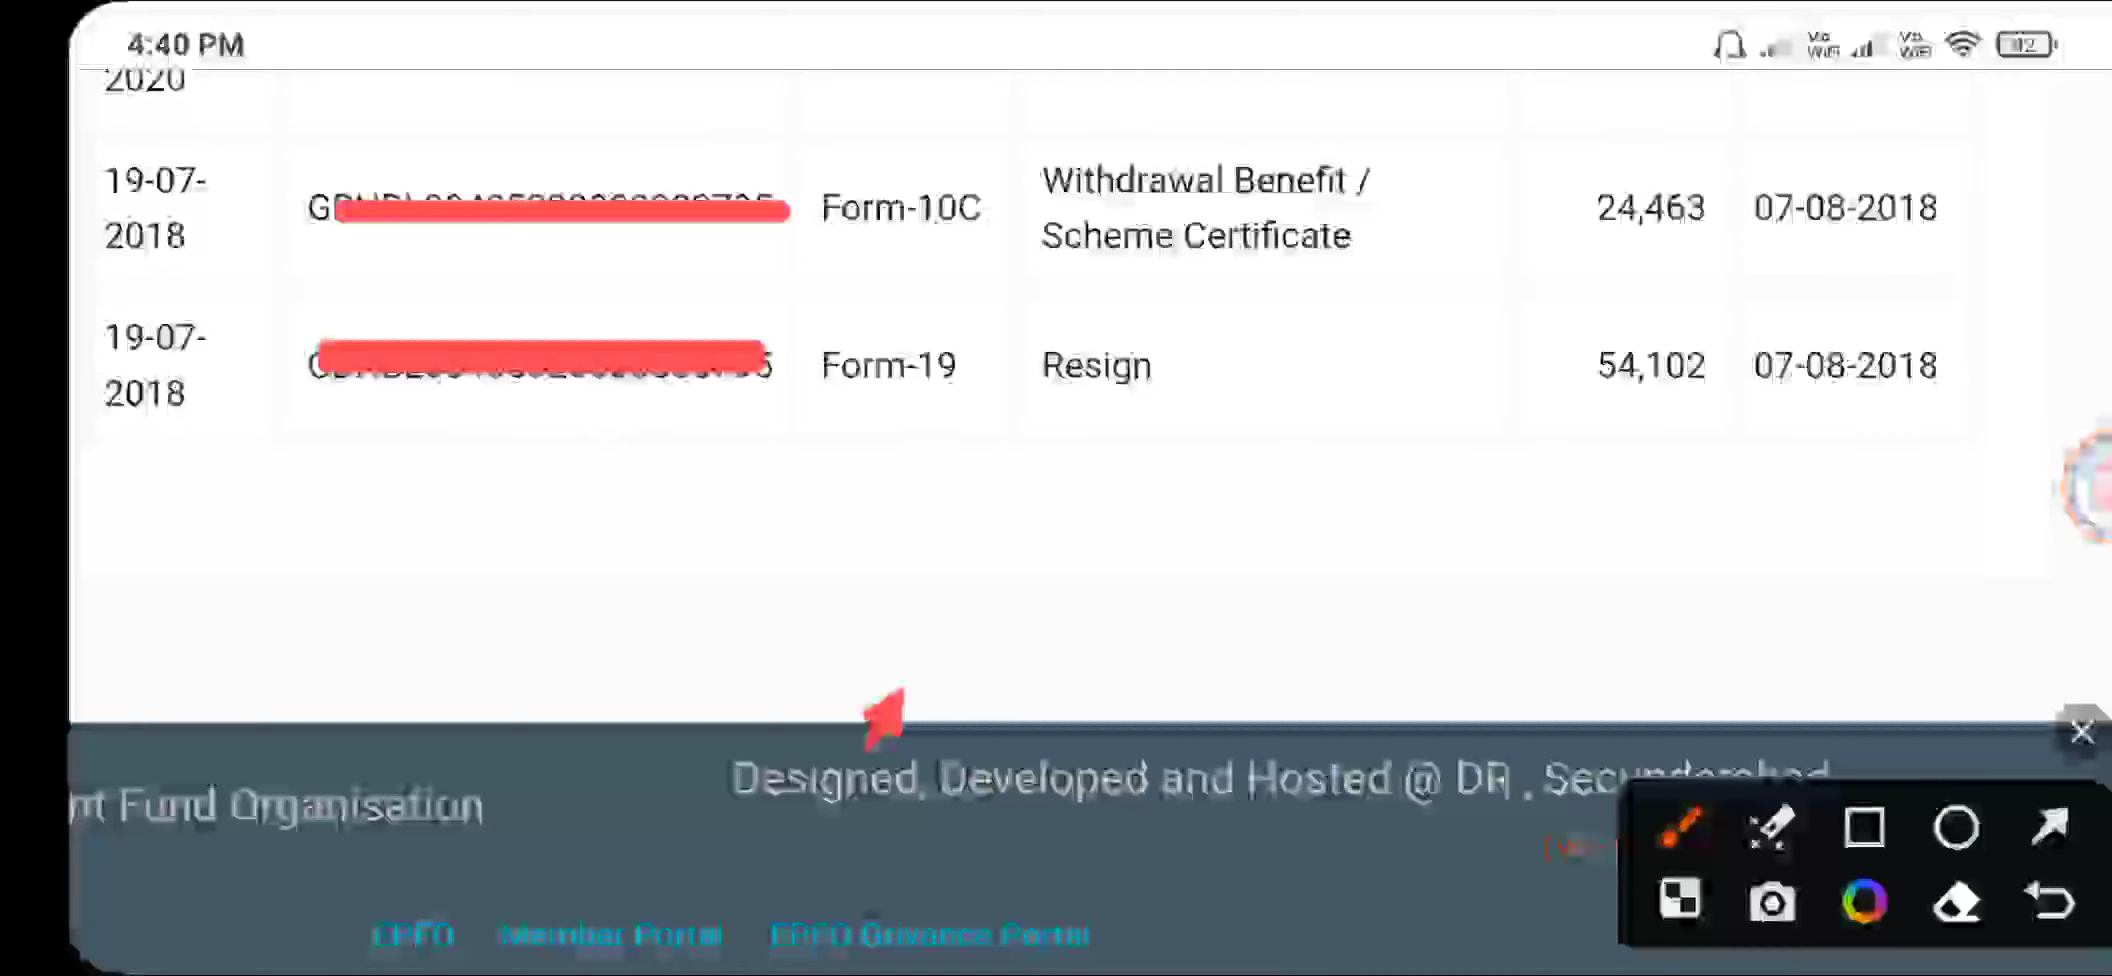 4:40 PM
2020
19-07-
2018
Form-10C
Withdrawal Benefit /
Scheme Certificate
24,463
07-08-2018
19-07-
2018
Form-19
Resign
54,102
07-08-2018
nt Fund Organisation
Designed, Developed and Hosted @ DR , Secunderabad
EPFO
Member Portal
EPFO Grivance Portal